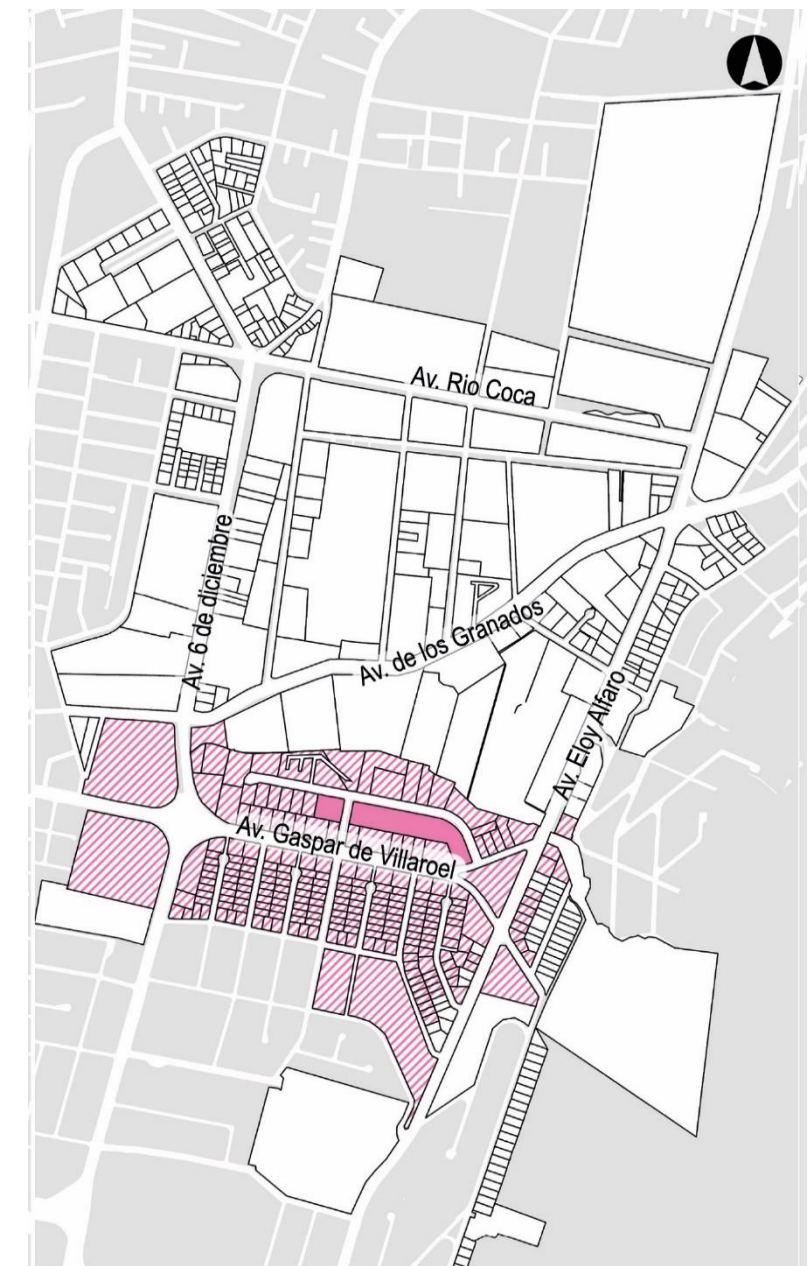 Av. Rio Coca
Av. 6 de diciembre
Av. de los Granados
Av. Eloy Alfaro
Av. Gaspar de Villaroel